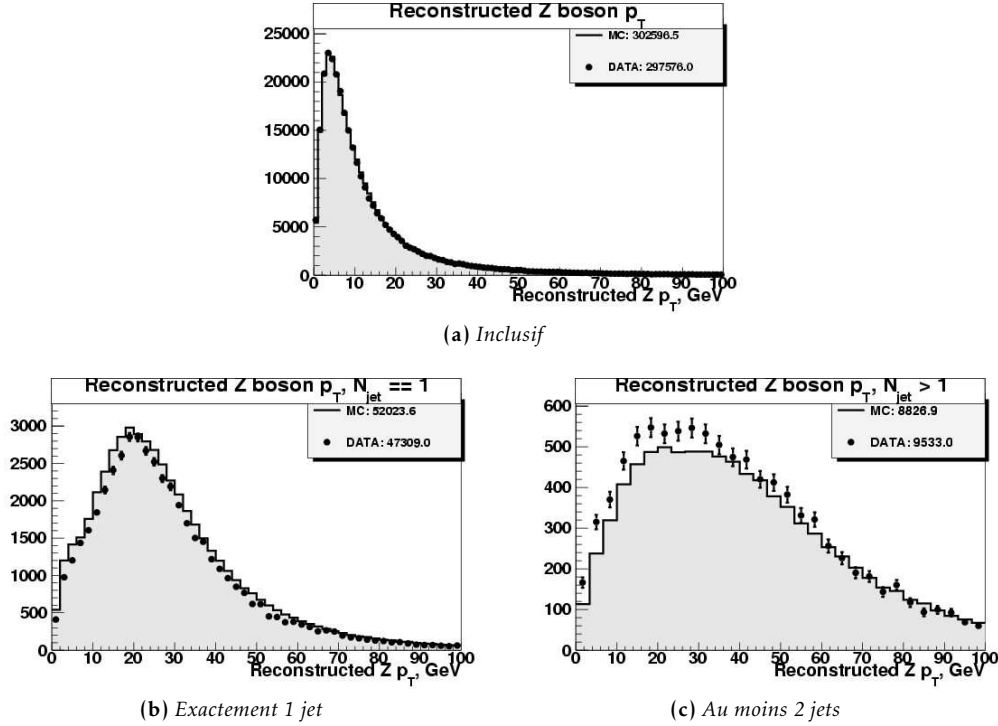 Reconstructed Z boson p_T
MC: 302596.5
DATA: 297576.0
25000
20000
15000
10000
5000
0
0 10 20 30 40 50 60 70 80 90 100
Reconstructed Z p_T, GeV
(a) Inclusif
Reconstructed Z boson p_T, N_jet == 1
MC: 52023.6
DATA: 47309.0
3000
2500
2000
1500
1000
500
0
0 10 20 30 40 50 60 70 80 90 100
Reconstructed Z p_T, GeV
(b) Exactement 1 jet
Reconstructed Z boson p_T, N_jet > 1
MC: 8826.9
DATA: 9533.0
600
500
400
300
200
100
0
0 10 20 30 40 50 60 70 80 90 100
Reconstructed Z p_T, GeV
(c) Au moins 2 jets